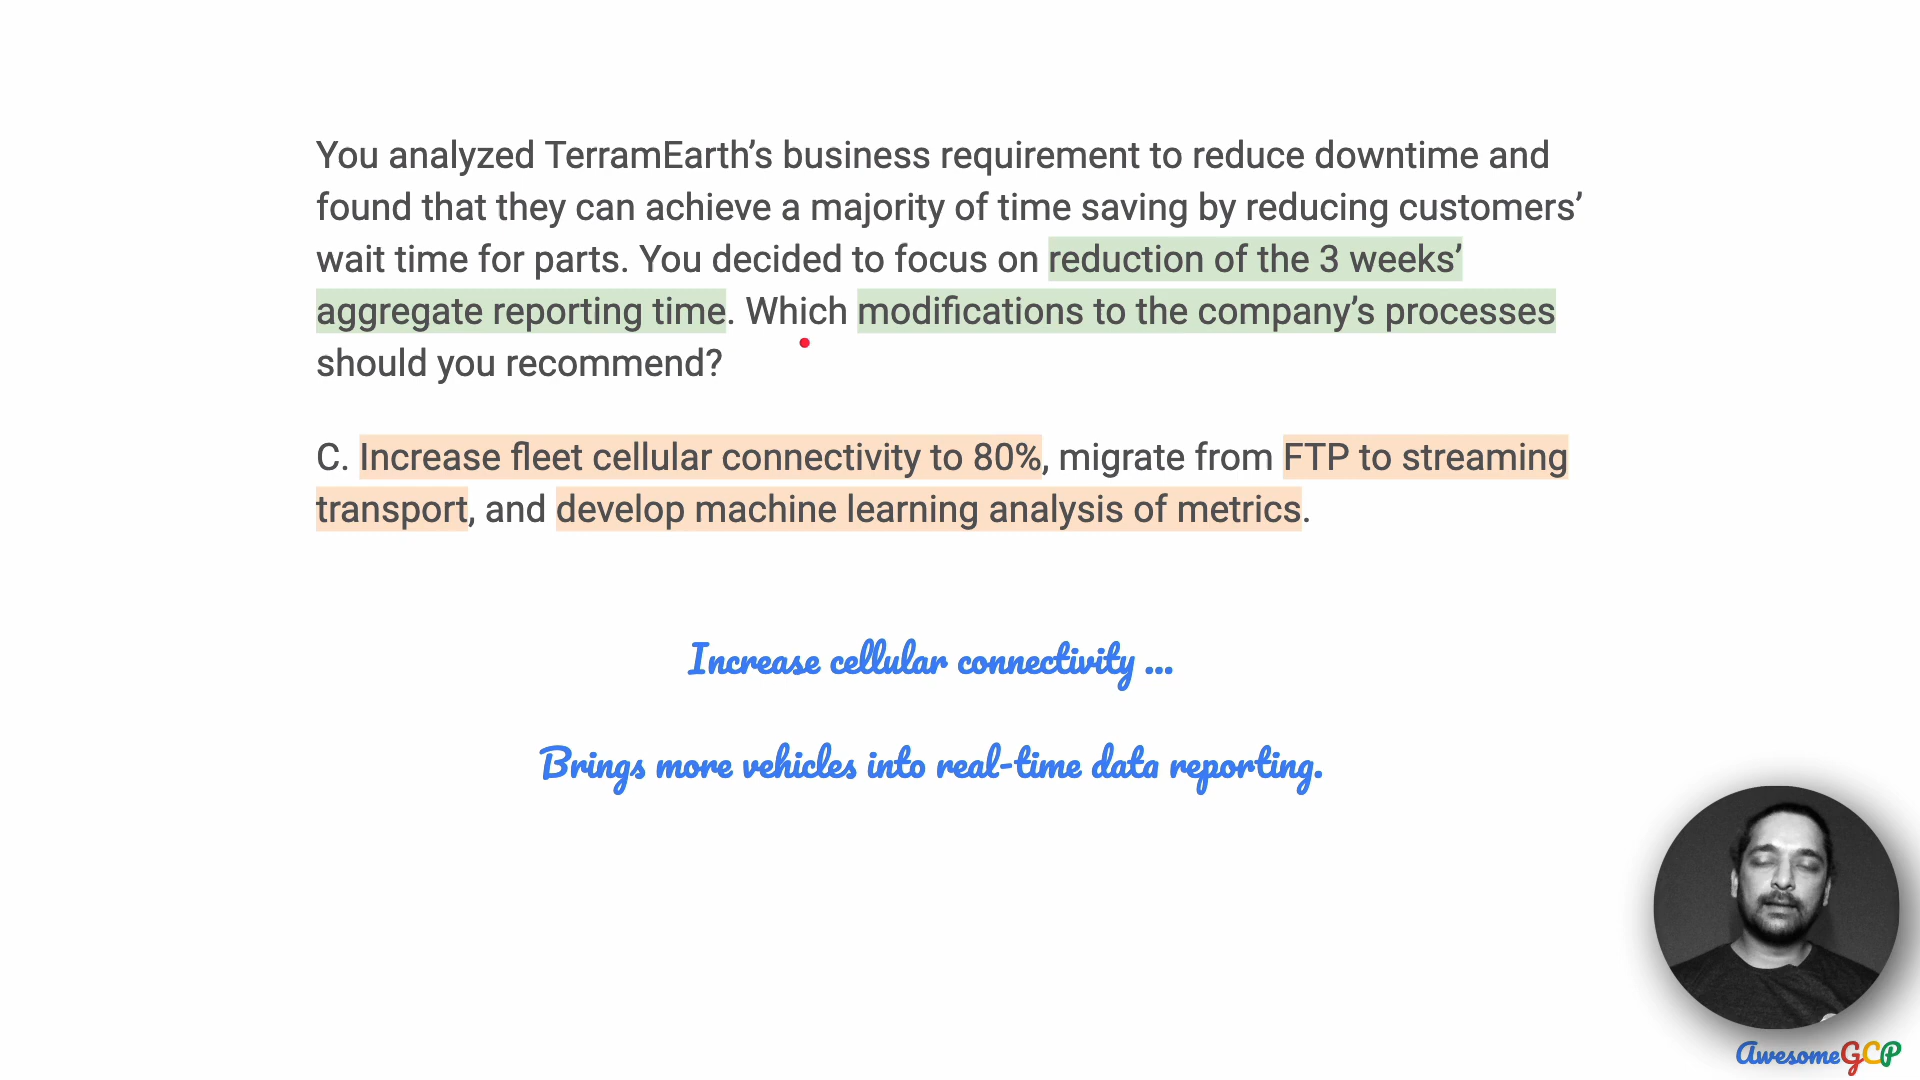 You analyzed TerramEarth’s business requirement to reduce downtime and
found that they can achieve a majority of time saving by reducing customers’
wait time for parts. You decided to focus on reduction of the 3 weeks’
aggregate reporting time. Which modifications to the company’s processes
should you recommend?
C. Increase fleet cellular connectivity to 80%, migrate from FTP to streaming
transport, and develop machine learning analysis of metrics.
Increase cellular connectivity ...
Brings more vehicles into real-time data reporting.
AwesomeGCP